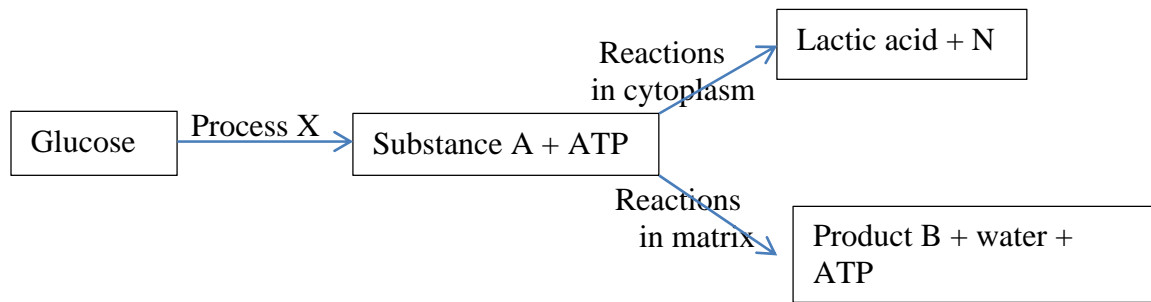 Glucose
Process X
Substance A + ATP
Reactions
in cytoplasm
Lactic acid + N
Reactions
in matrix
Product B + water +
ATP